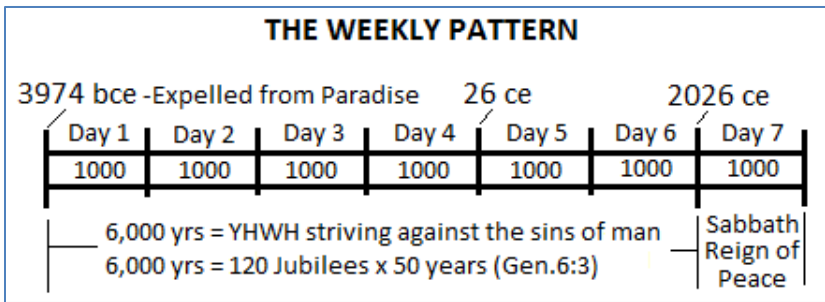 THE WEEKLY PATTERN
3974 bce -Expelled from Paradise 26 ce 2026 ce
Day 1 Day 2 Day 3 Day 4 Day 5 Day 6 Day 7
1000 1000 1000 1000 1000 1000 1000
6,000 yrs = YHWH striving against the sins of man
6,000 yrs = 120 Jubilees x 50 years (Gen.6:3)
Sabbath
Reign of
Peace